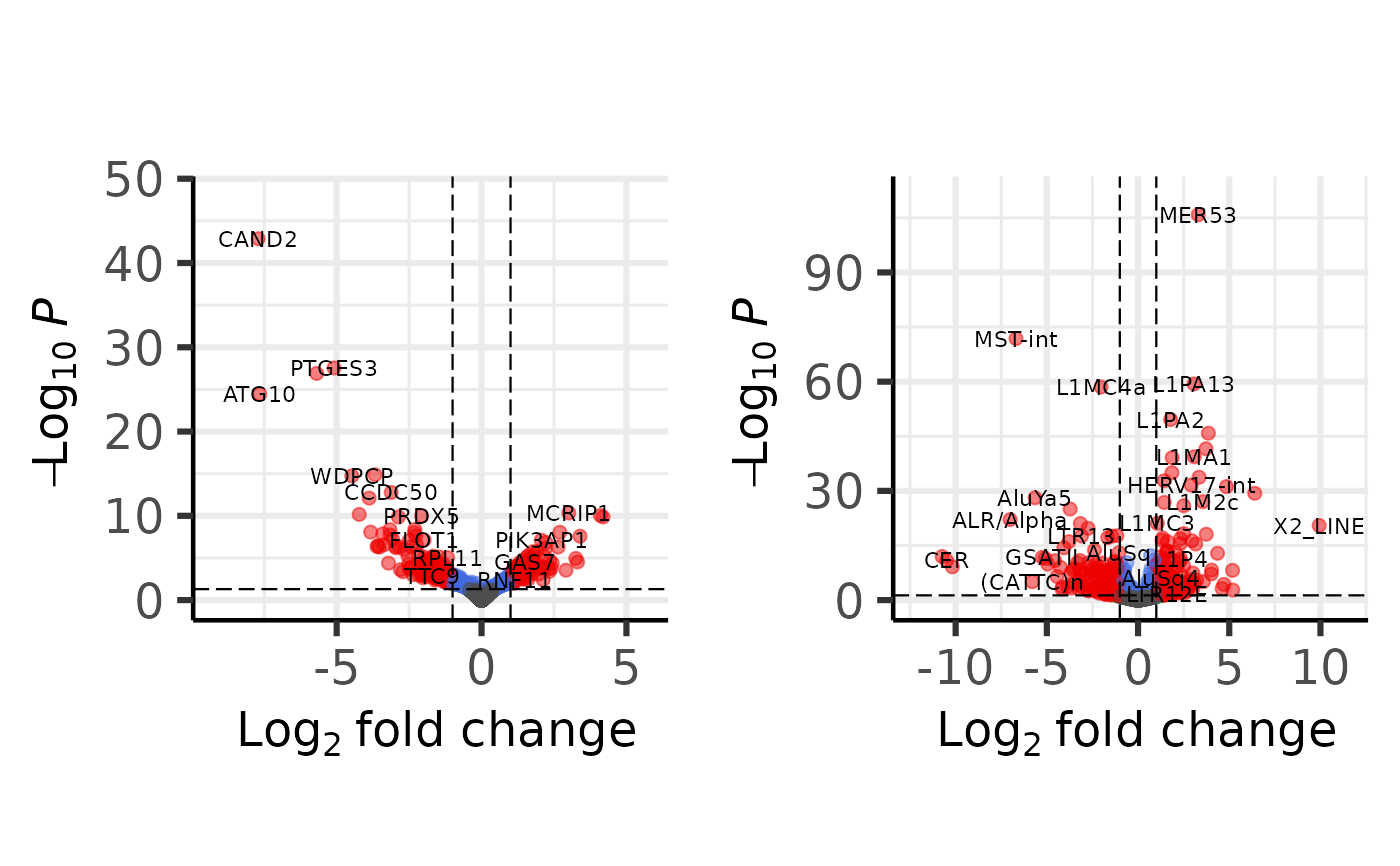 50
40
30
20
10
0
−Log10 P
CAND2
PTGES3
ATG10
WDPCP
CCDC50
PRDX5
MCRIP1
FLOT1
PIK3AP1
RPL11
GAS7
TTC9
RNF11
-5
0
5
Log2 fold change
90
60
30
0
−Log10 P
MER53
MST-int
L1MC4a
L1PA13
L1PA2
L1MA1
HERV17-int
AluYa5
L1M2c
ALR/Alpha
L1MC3
X2_LINE
LTR13
GSATII
AluSq
CER
L1P4
(CATTC)n
AluSq4
-10
-5
0
5
10
Log2 fold change